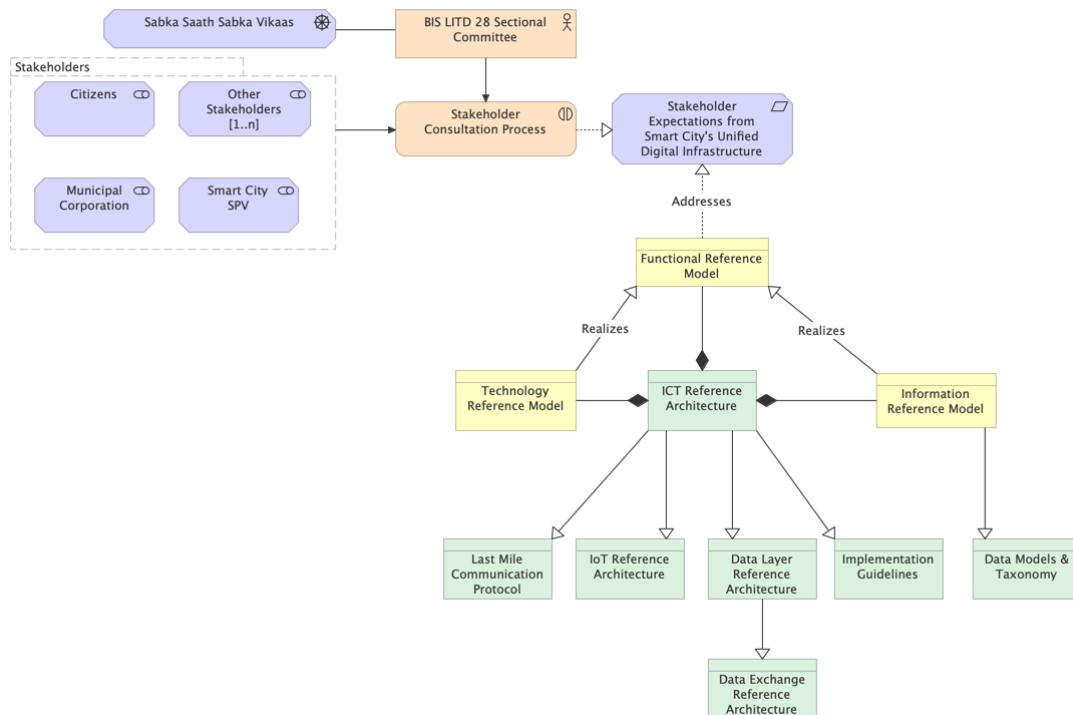 Sabka Saath Sabka Vikaas
BIS LITD 28 Sectional
Committee
Stakeholders
Citizens
Other
Stakeholders
[1..n]
Municipal
Corporation
Smart City
SPV
Stakeholder
Consultation Process
Stakeholder
Expectations from
Smart City's Unified
Digital Infrastructure
Addresses
Functional Reference
Model
Realizes
Realizes
Technology
Reference Model
ICT Reference
Architecture
Information
Reference Model
Last Mile
Communication
Protocol
IoT Reference
Architecture
Data Layer
Reference
Architecture
Implementation
Guidelines
Data Models &
Taxonomy
Data Exchange
Reference
Architecture